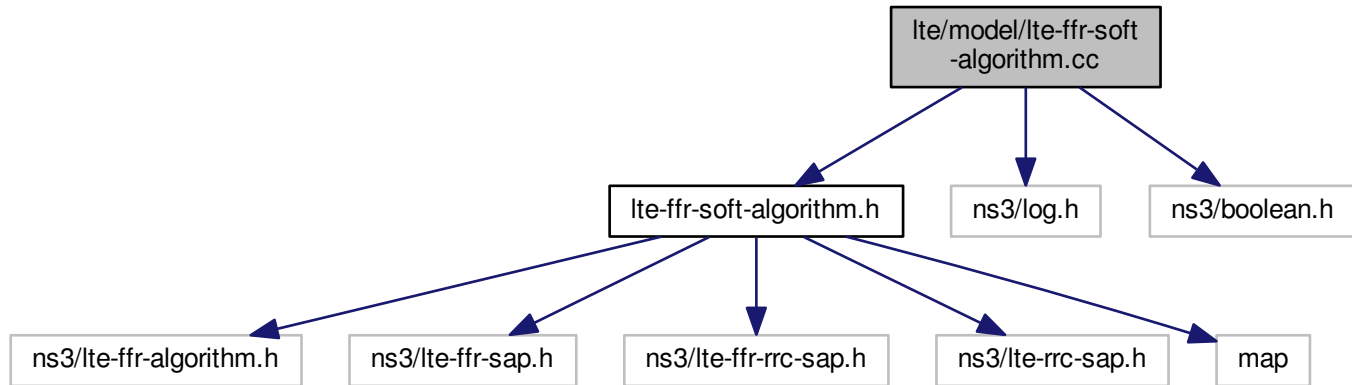 lte/model/lte-ffr-soft
-algorithm.cc
lte-ffr-soft-algorithm.h
ns3/log.h
ns3/boolean.h
ns3/lte-ffr-algorithm.h
ns3/lte-ffr-sap.h
ns3/lte-ffr-rrc-sap.h
ns3/lte-rrc-sap.h
map